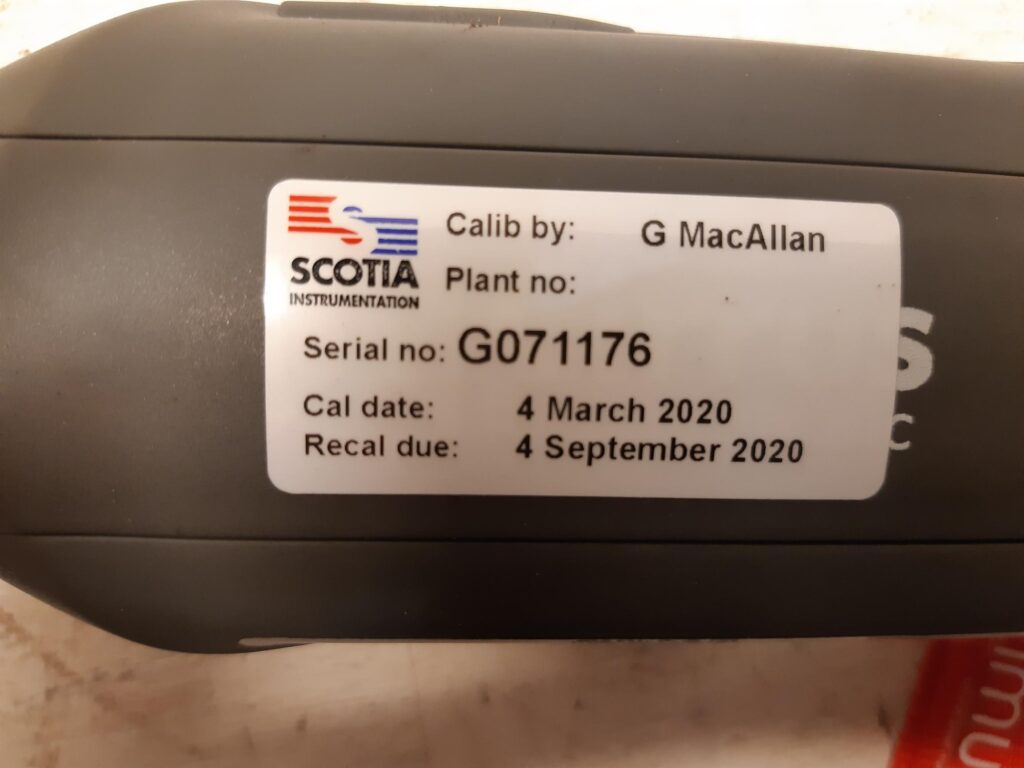 Calib by: G MacAllan
SCOTIA
INSTRUMENTATION
Plant no:
Serial no: G071176
Cal date: 4 March 2020
Recal due: 4 September 2020
S
C